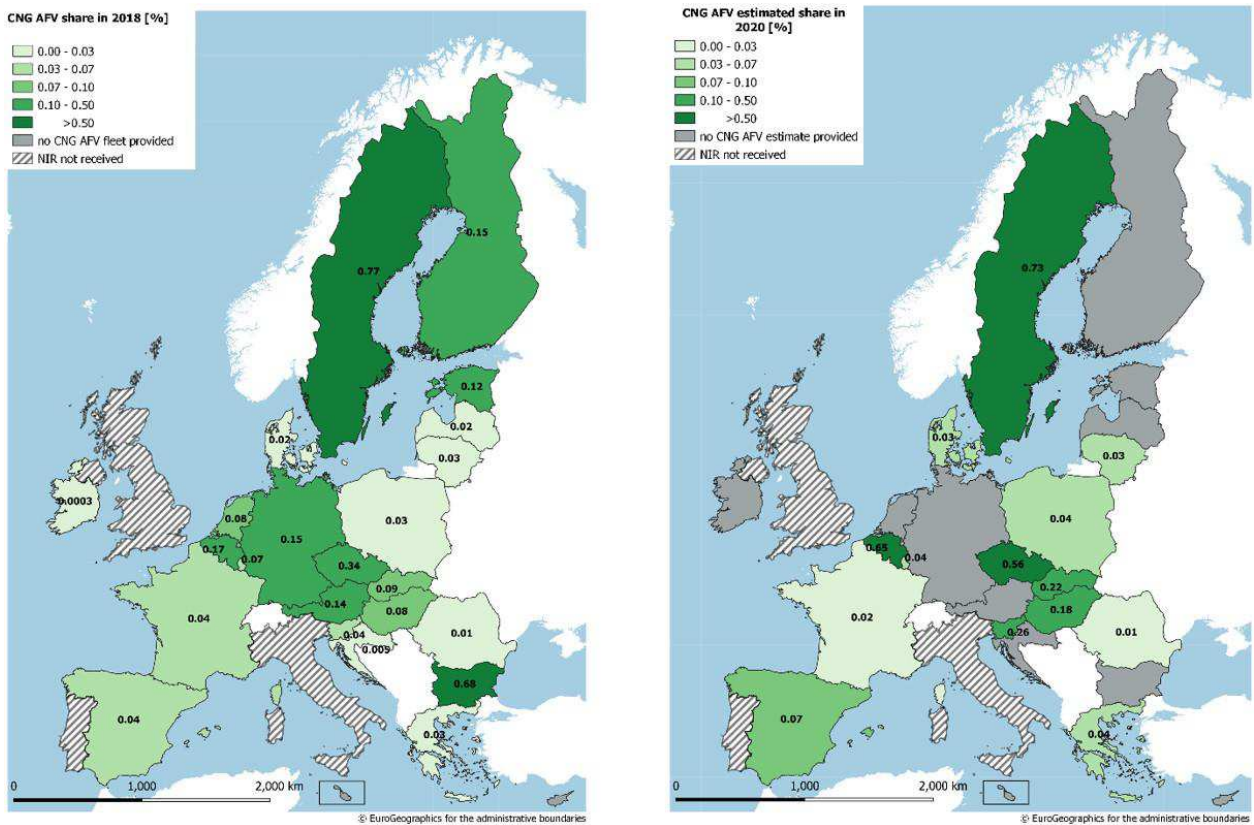 CNG AFV share in 2018 [%]
0.00 - 0.03
0.03 - 0.07
0.07 - 0.10
0.10 - 0.50
>0.50
no CNG AFV fleet provided
NIR not received
0.77
0.15
0.12
0.02
0.03
0.02
0.0003
0.08
0.15
0.03
0.17
0.07
0.34
0.09
0.14
0.08
0.04
0.04
0.005
0.01
0.68
0.04
0.03
0
1,000
2,000 km
© EuroGeographics for the administrative boundaries
CNG AFV estimated share in
2020 [%]
0.00 - 0.03
0.03 - 0.07
0.07 - 0.10
0.10 - 0.50
>0.50
no CNG AFV estimate provided
NIR not received
0.73
0.03
0.03
0.04
0.65
0.04
0.56
0.22
0.18
0.02
0.26
0.01
0.07
0.04
0
1,000
2,000 km
© EuroGeographics for the administrative boundaries